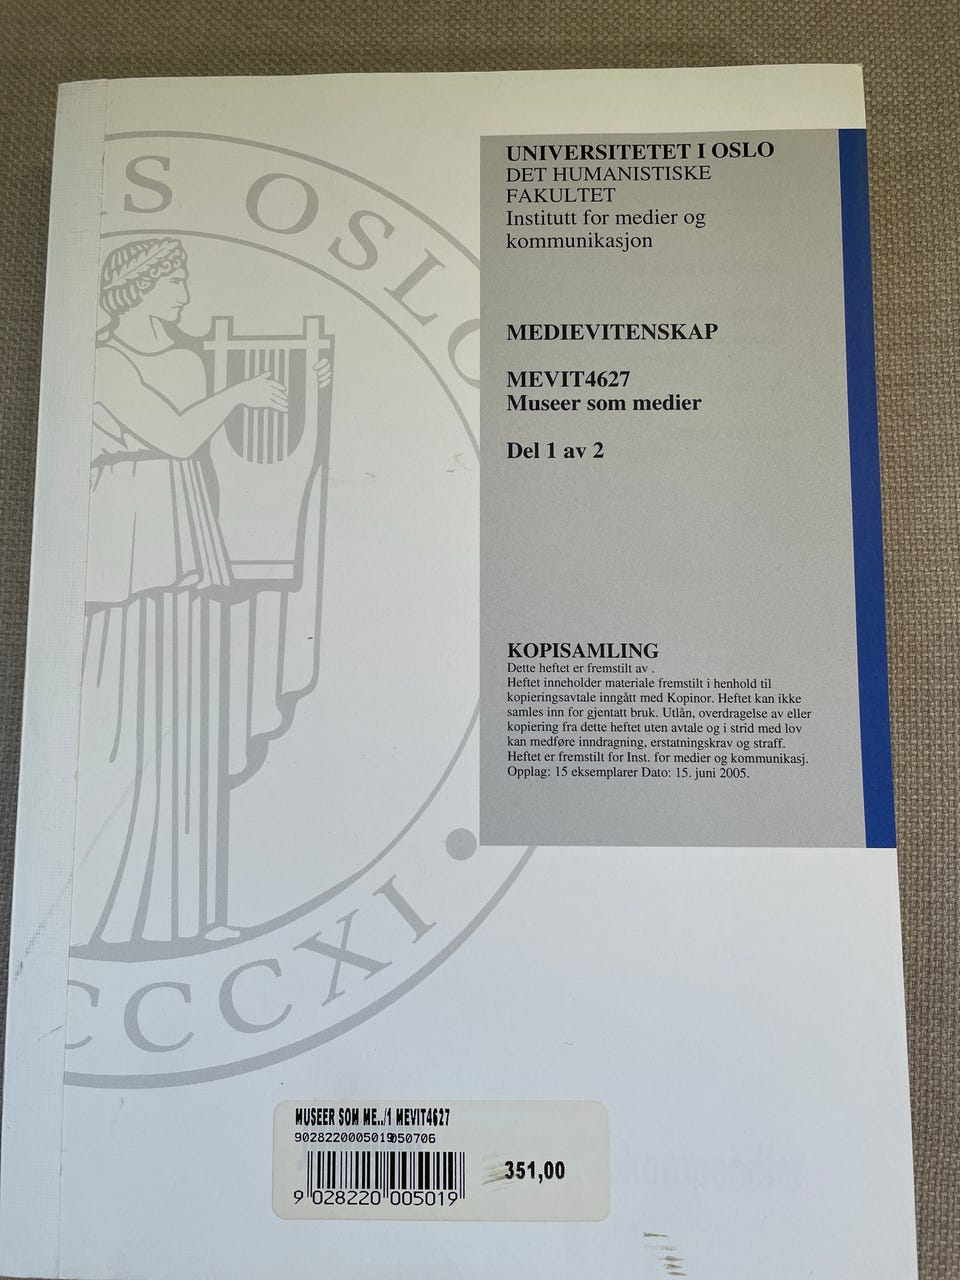 S OSLO
CCCXI
UNIVERSITETET I OSLO
DET HUMANISTISKE
FAKULTET
Institutt for medier og
kommunikasjon
MEDIEVITENSKAP
MEVIT4627
Museer som medier
Del 1 av 2
KOPISAMLING
Dette heftet er fremstilt av .
Heftet inneholder materiale fremstilt i henhold til
kopieringsavtale inngått med Kopinor. Heftet kan ikke
samles inn for gjentatt bruk. Utlån, overdragelse av eller
kopiering fra dette heftet uten avtale og i strid med lov
kan medføre inndragning, erstatningskrav og straff.
Heftet er fremstilt for Inst. for medier og kommunikasj.
Opplag: 15 eksemplarer Dato: 15. juni 2005.
MUSEER SOM ME../1 MEVIT4627
9028220005019050706
9 028220 005019
351,00